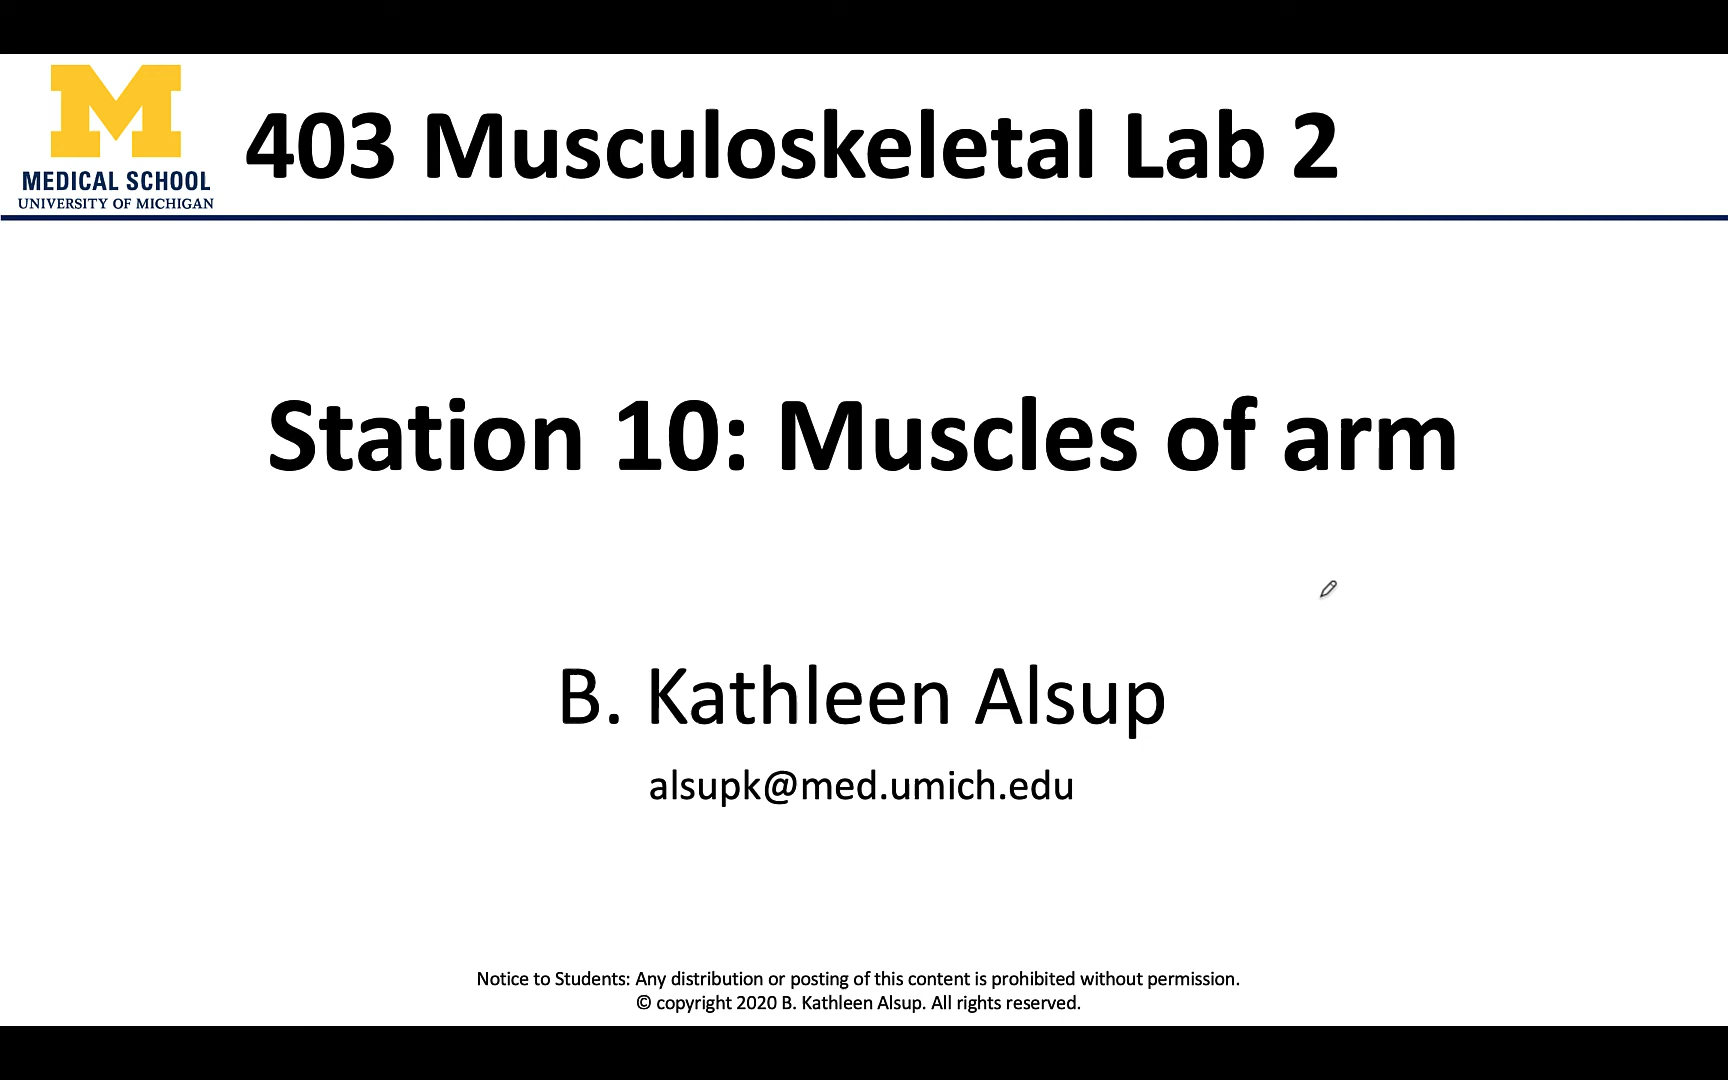 MEDICAL SCHOOL
UNIVERSITY OF MICHIGAN
403 Musculoskeletal Lab 2
Station 10: Muscles of arm
B. Kathleen Alsup
alsupk@med.umich.edu
Notice to Students: Any distribution or posting of this content is prohibited without permission.
© copyright 2020 B. Kathleen Alsup. All rights reserved.